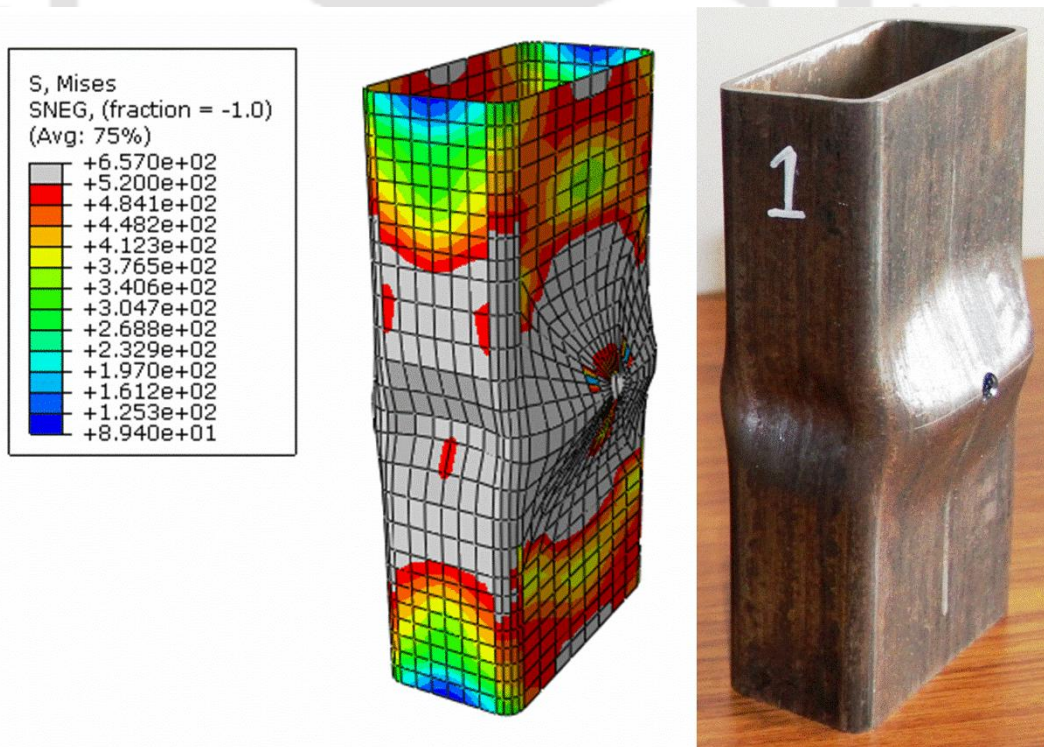 S, Mises
SNEG, (fraction = -1.0)
(Avg: 75%)
+6.570e+02
+5.200e+02
+4.841e+02
+4.482e+02
+4.123e+02
+3.765e+02
+3.406e+02
+3.047e+02
+2.688e+02
+2.329e+02
+1.970e+02
+1.612e+02
+1.253e+02
+8.940e+01
1